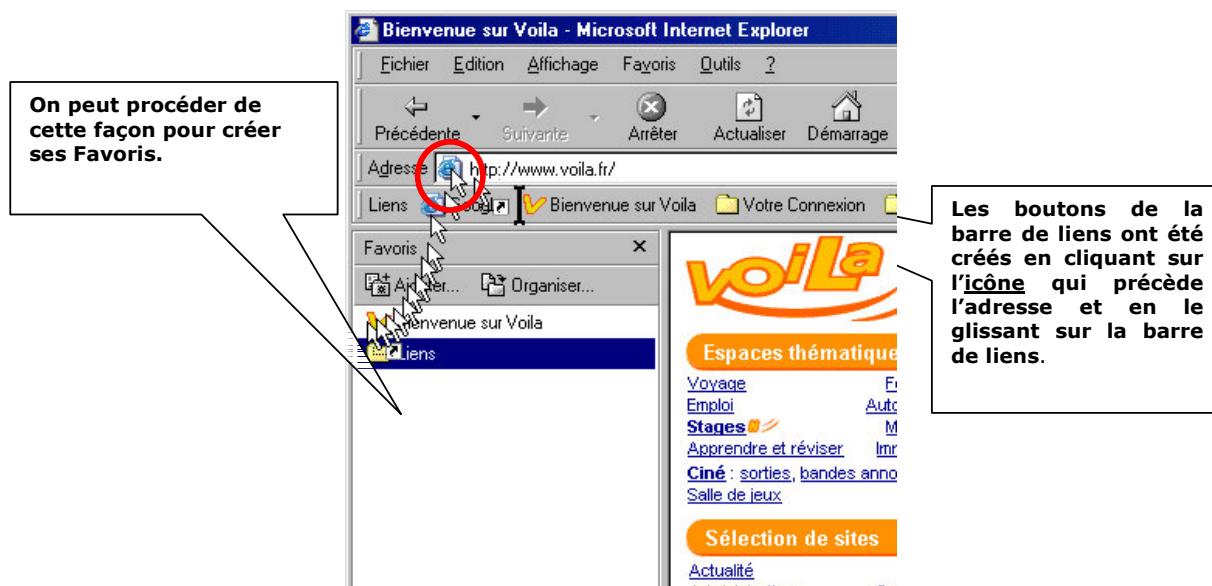 Bienvenue sur Voila - Microsoft Internet Explorer
Fichier Edition Affichage Favoris Outils ?
Précédente Suivante Arrêter Actualiser Démarrage
Adresse http://www.voila.fr/
Liens Google Bienvenue sur Voila Votre Connexion
On peut procéder de
cette façon pour créer
ses Favoris.
Favoris
Ajouter... Organiser...
Bienvenue sur Voila
Liens
voila
Espaces thématique
Voyage
Emploi Auto
Stages
Apprendre et réviser Imm
Ciné : sorties, bandes anno
Salle de jeux
Sélection de sites
Actualité
Les boutons de la
barre de liens ont été
créés en cliquant sur
l'icône qui précède
l'adresse et en le
glissant sur la barre
de liens.